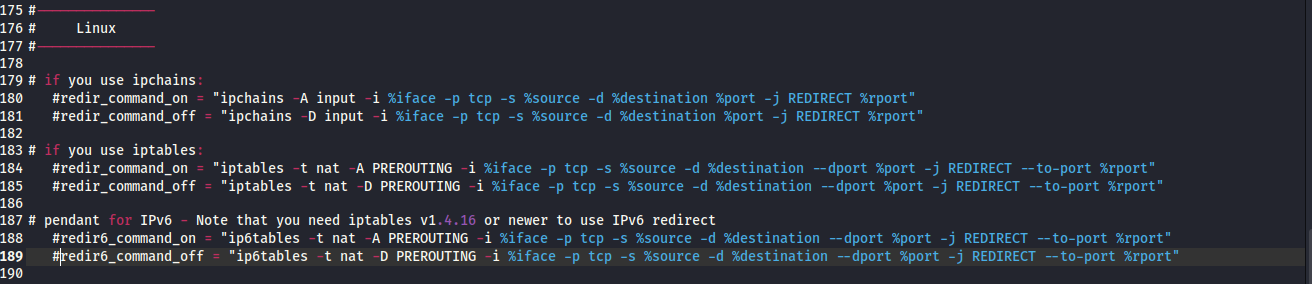 175 #---------------
176 #     Linux
177 #---------------
178
179 # if you use ipchains:
180    #redir_command_on = "ipchains -A input -i %iface -p tcp -s %source -d %destination %port -j REDIRECT %rport"
181    #redir_command_off = "ipchains -D input -i %iface -p tcp -s %source -d %destination %port -j REDIRECT %rport"
182
183 # if you use iptables:
184    #redir_command_on = "iptables -t nat -A PREROUTING -i %iface -p tcp -s %source -d %destination --dport %port -j REDIRECT --to-port %rport"
185    #redir_command_off = "iptables -t nat -D PREROUTING -i %iface -p tcp -s %source -d %destination --dport %port -j REDIRECT --to-port %rport"
186
187 # pendant for IPv6 - Note that you need iptables v1.4.16 or newer to use IPv6 redirect
188    #redir6_command_on = "ip6tables -t nat -A PREROUTING -i %iface -p tcp -s %source -d %destination --dport %port -j REDIRECT --to-port %rport"
189    #redir6_command_off = "ip6tables -t nat -D PREROUTING -i %iface -p tcp -s %source -d %destination --dport %port -j REDIRECT --to-port %rport"
190